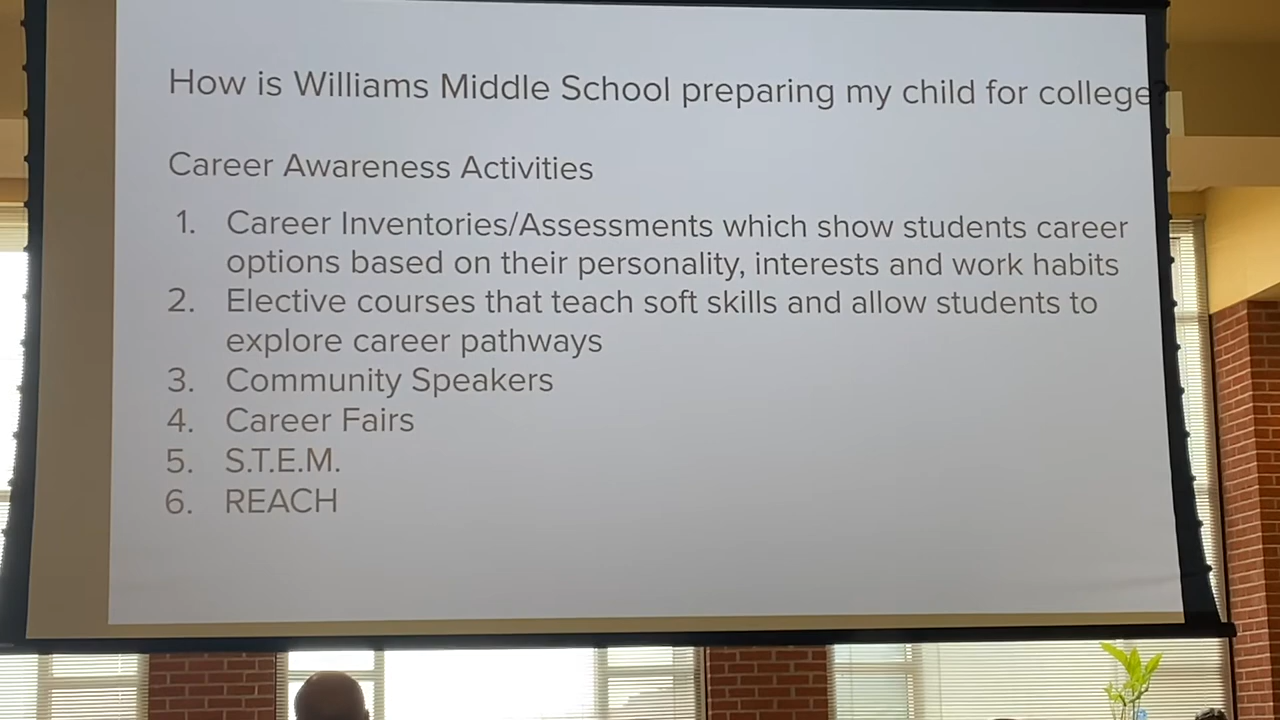 How is Williams Middle School preparing my child for college?
Career Awareness Activities
1. Career Inventories/Assessments which show students career
options based on their personality, interests and work habits
2. Elective courses that teach soft skills and allow students to
explore career pathways
3. Community Speakers
4. Career Fairs
5. S.T.E.M.
6. REACH